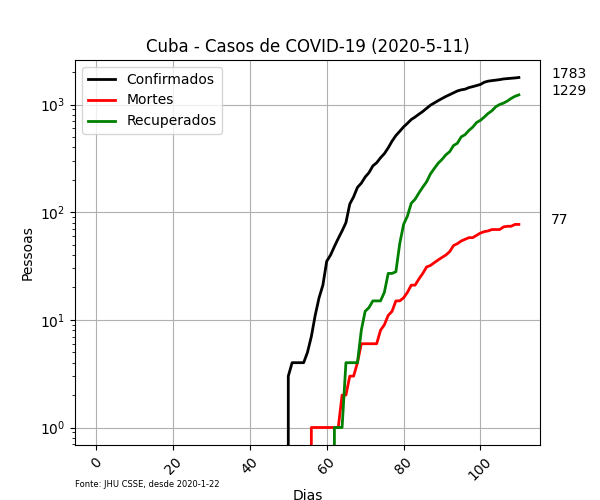 Cuba - Casos de COVID-19 (2020-5-11)
Confirmados
Mortes
Recuperados
1783
1229
77
10³
10²
10¹
10⁰
Pessoas
0 20 40 60 80 100
Fonte: JHU CSSE, desde 2020-1-22
Dias